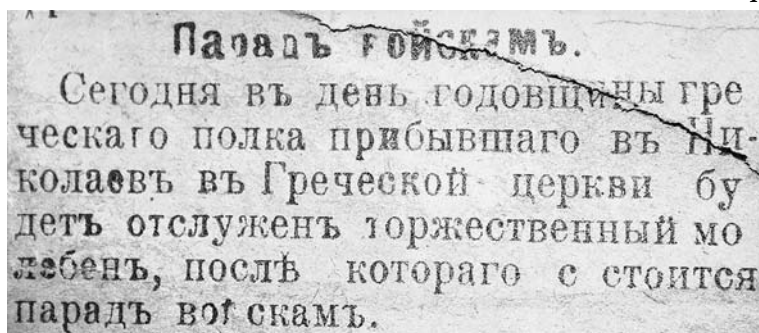 Парадъ войскамъ.
Сегодня въ день годовщины гре
ческаго полка прибывшаго въ Ни-
колаевъ въ Греческой церкви бу
детъ отслуженъ торжественный мо
лебенъ, послѣ котораго с стоится
парадъ войскамъ.